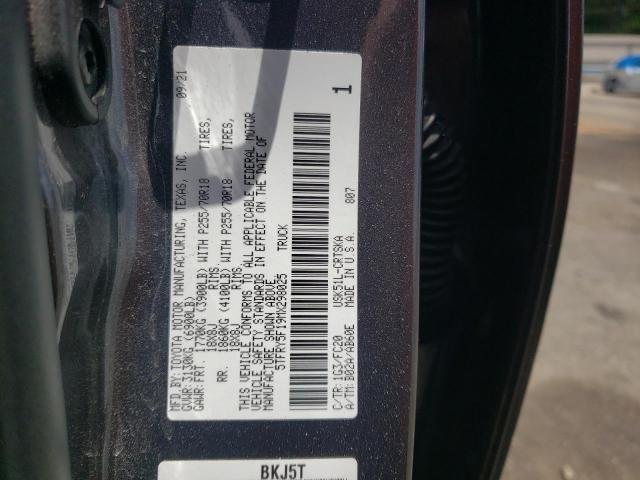 MFD.BY:TOYOTA MOTOR MANUFACTURING, TEXAS, INC. 09/21
GVWR:3130KG (6900LB)
GAWR:FRT. 1770KG (3900LB) WITH P255/70R18 TIRES,
18X8J RIMS
RR. 1860KG (4100LB) WITH P255/70R18 TIRES,
18X8J RIMS
THIS VEHICLE CONFORMS TO ALL APPLICABLE FEDERAL MOTOR
VEHICLE SAFETY STANDARDS IN EFFECT ON THE DATE OF
MANUFACTURE SHOWN ABOVE.
5TFRY5F19MX298025 TRUCK 1
C/TR:1G3/FC20 USK51L-CRTSKA
A/TM:B02A/AB60E MADE IN U.S.A. 807
BKJ5T